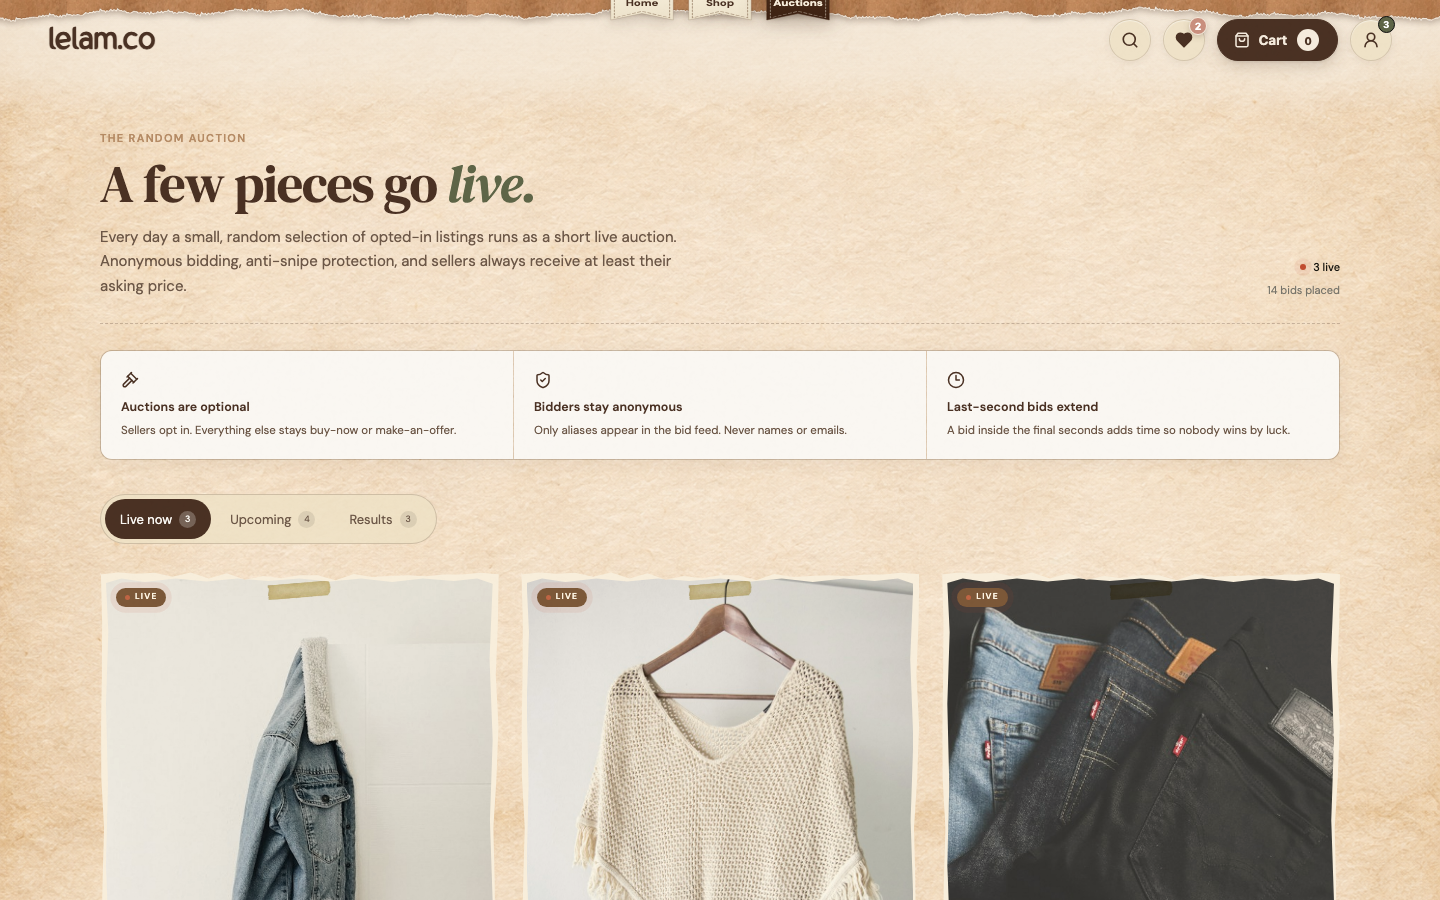 Home
Shop
Auctions
lelam.co
2
Cart 0
3
THE RANDOM AUCTION
A few pieces go live.
Every day a small, random selection of opted-in listings runs as a short live auction.
Anonymous bidding, anti-snipe protection, and sellers always receive at least their
asking price.
3 live
14 bids placed
Auctions are optional
Sellers opt in. Everything else stays buy-now or make-an-offer.
Bidders stay anonymous
Only aliases appear in the bid feed. Never names or emails.
Last-second bids extend
A bid inside the final seconds adds time so nobody wins by luck.
Live now 3
Upcoming 4
Results 3
LIVE
LIVE
LIVE